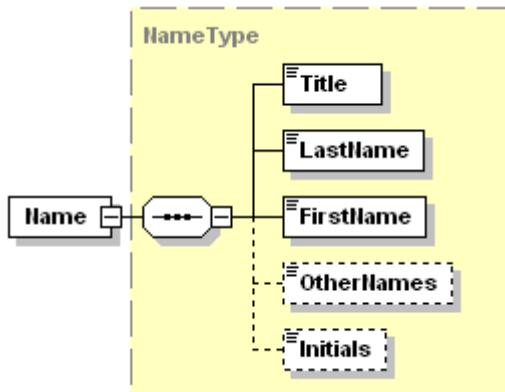 NameType
Title
LastName
Name
FirstName
OtherNames
Initials